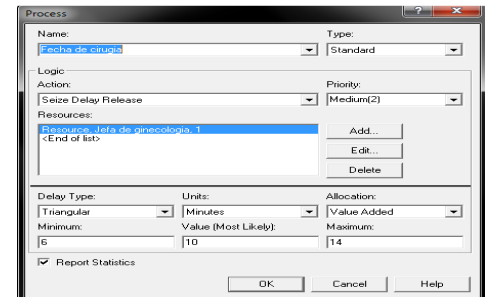 Process
Name:
Type:
Fecha de cirugia
Standard
Logic
Action:
Priority:
Seize Delay Release
Medium(2)
Resources:
Resource, Jefa de ginecologia, 1
<End of list>
Add...
Edit...
Delete
Delay Type:
Units:
Allocation:
Triangular
Minutes
Value Added
Minimum:
Value (Most Likely):
Maximum:
6
10
14
Report Statistics
OK
Cancel
Help